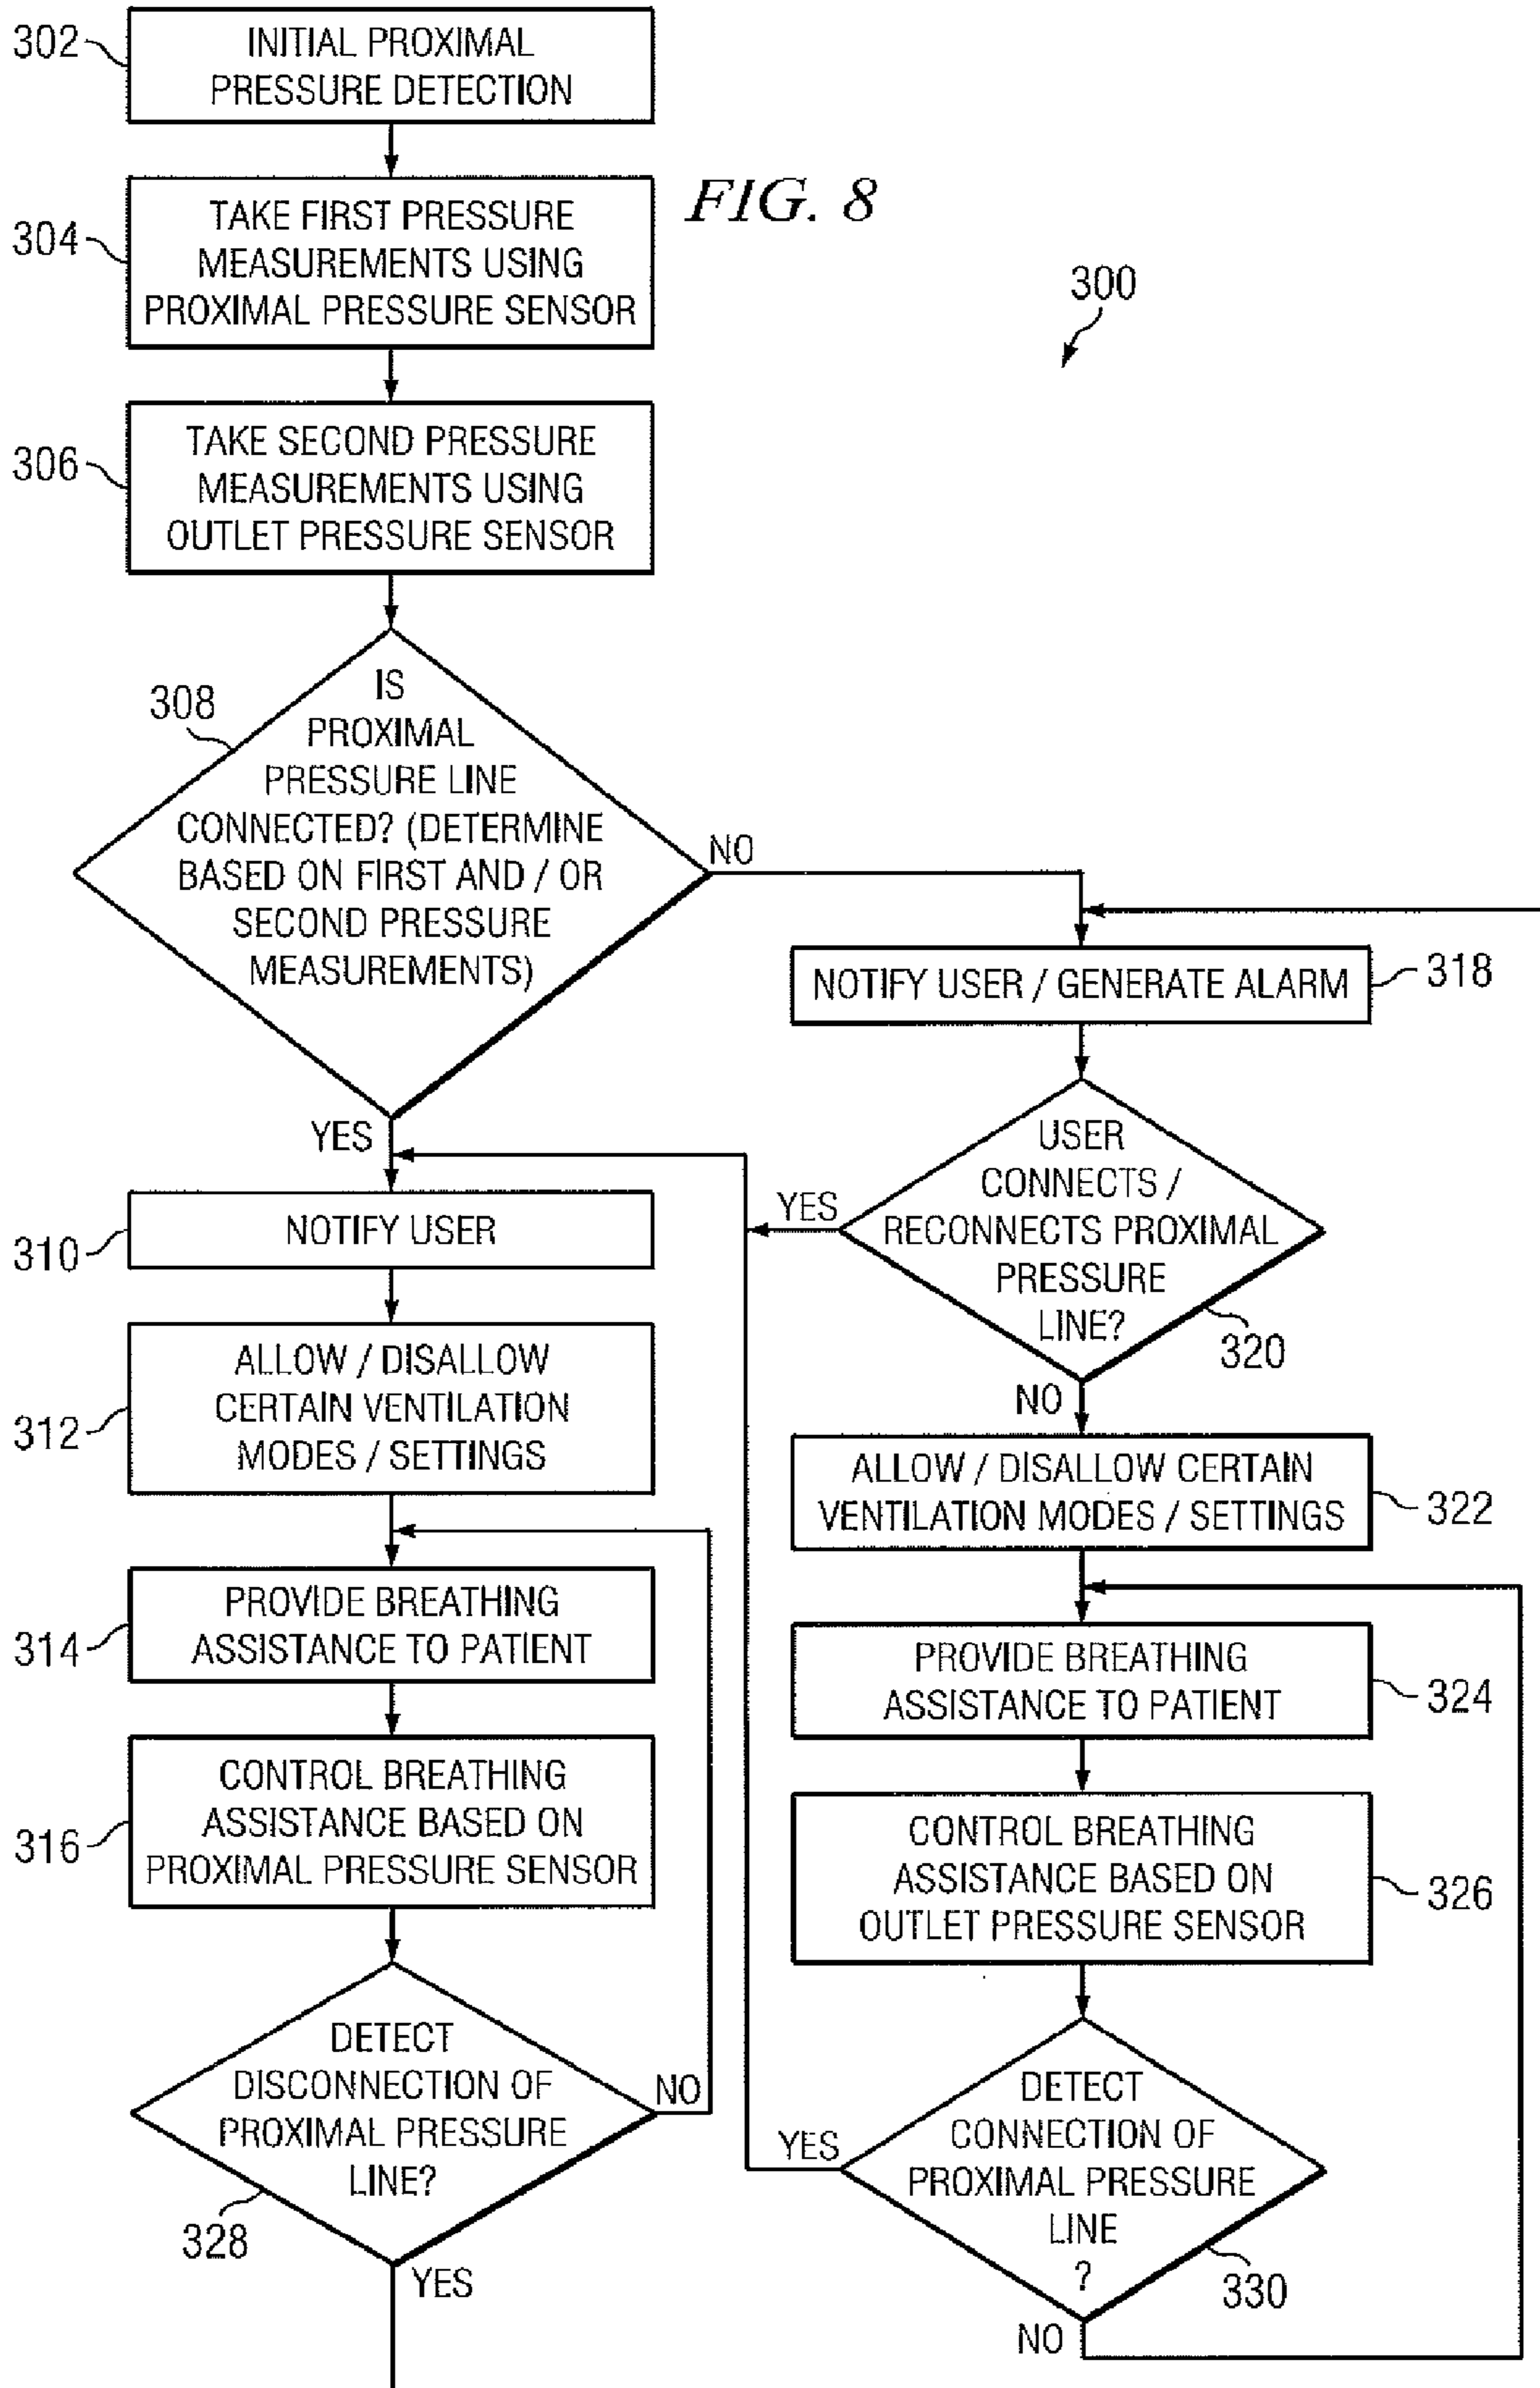 302
INITIAL PROXIMAL
PRESSURE DETECTION
FIG. 8
304
TAKE FIRST PRESSURE
MEASUREMENTS USING
PROXIMAL PRESSURE SENSOR
300
306
TAKE SECOND PRESSURE
MEASUREMENTS USING
OUTLET PRESSURE SENSOR
308
IS
PROXIMAL
PRESSURE LINE
CONNECTED? (DETERMINE
BASED ON FIRST AND / OR
SECOND PRESSURE
MEASUREMENTS)
NO
YES
NOTIFY USER / GENERATE ALARM
318
USER
CONNECTS /
RECONNECTS PROXIMAL
PRESSURE
LINE?
320
YES
NO
310
NOTIFY USER
312
ALLOW / DISALLOW
CERTAIN VENTILATION
MODES / SETTINGS
ALLOW / DISALLOW CERTAIN
VENTILATION MODES / SETTINGS
322
314
PROVIDE BREATHING
ASSISTANCE TO PATIENT
PROVIDE BREATHING
ASSISTANCE TO PATIENT
324
316
CONTROL BREATHING
ASSISTANCE BASED ON
PROXIMAL PRESSURE SENSOR
CONTROL BREATHING
ASSISTANCE BASED ON
OUTLET PRESSURE SENSOR
326
DETECT
DISCONNECTION OF
PROXIMAL PRESSURE
LINE?
328
NO
YES
DETECT
CONNECTION OF
PROXIMAL PRESSURE
LINE
?
330
YES
NO